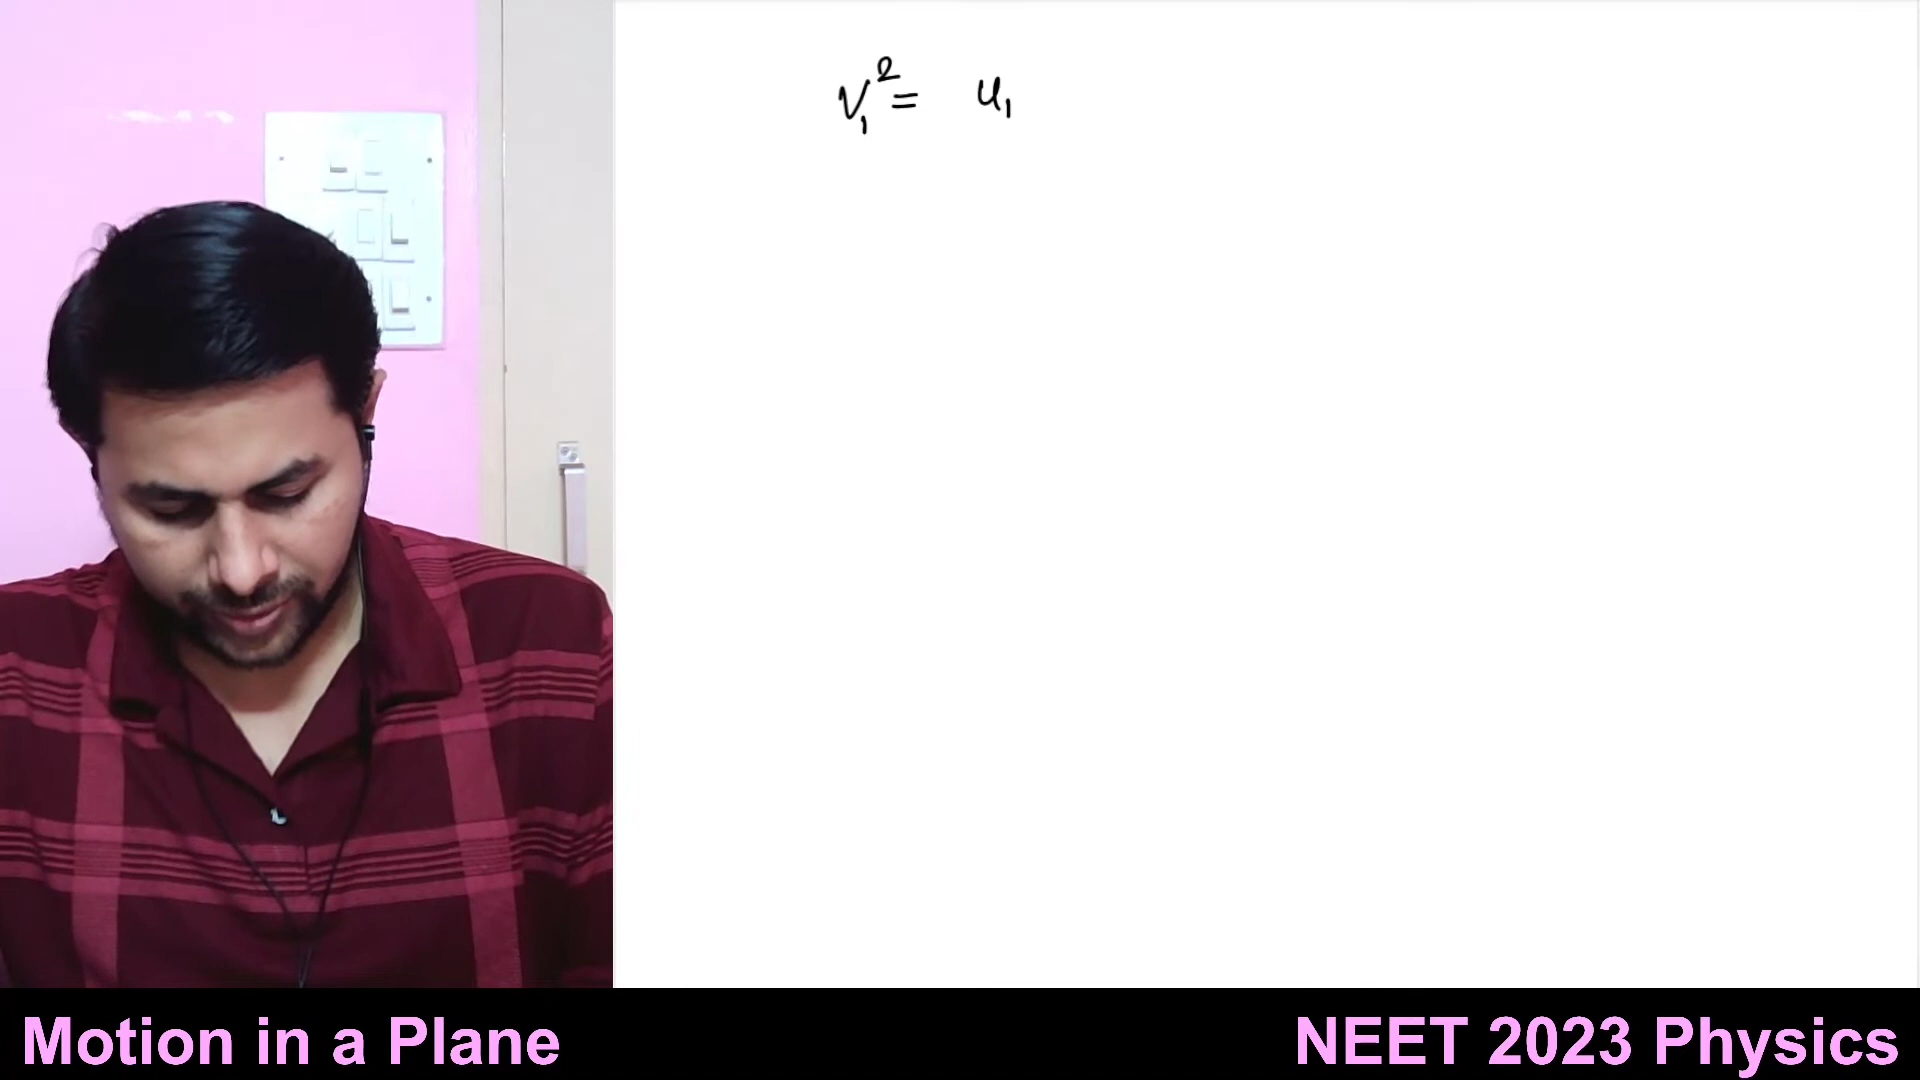 V₁² = u₁
Motion in a Plane
NEET 2023 Physics